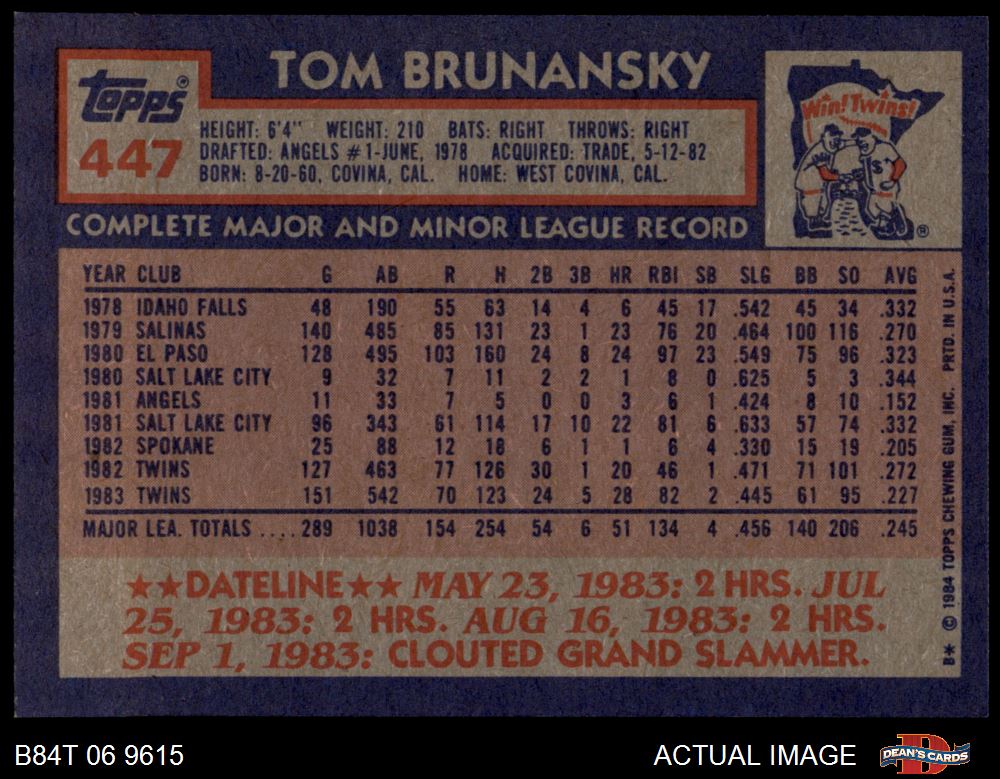 TOM BRUNANSKY
Topps®
447
HEIGHT: 6'4" WEIGHT: 210 BATS: RIGHT THROWS: RIGHT
DRAFTED: ANGELS #1-JUNE, 1978 ACQUIRED: TRADE, 5-12-82
BORN: 8-20-60, COVINA, CAL. HOME: WEST COVINA, CAL.
Win! Twins!
®
COMPLETE MAJOR AND MINOR LEAGUE RECORD
YEAR CLUB G AB R H 2B 3B HR RBI SB SLG BB SO AVG
1978 IDAHO FALLS 48 190 55 63 14 4 6 45 17 .542 45 34 .332
1979 SALINAS 140 485 85 131 23 1 23 76 20 .464 100 116 .270
1980 EL PASO 128 495 103 160 24 8 24 97 23 .549 75 96 .323
1980 SALT LAKE CITY 9 32 7 11 2 2 1 8 0 .625 5 3 .344
1981 ANGELS 11 33 7 5 0 0 3 6 1 .424 8 10 .152
1981 SALT LAKE CITY 96 343 61 114 17 10 22 81 6 .633 57 74 .332
1982 SPOKANE 25 88 12 18 6 1 1 6 4 .330 15 19 .205
1982 TWINS 127 463 77 126 30 1 20 46 1 .471 71 101 .272
1983 TWINS 151 542 70 123 24 5 28 82 2 .445 61 95 .227
MAJOR LEA. TOTALS .... 289 1038 154 254 54 6 51 134 4 .456 140 206 .245
★★DATELINE★★ MAY 23, 1983: 2 HRS. JUL
25, 1983: 2 HRS. AUG 16, 1983: 2 HRS.
SEP 1, 1983: CLOUTED GRAND SLAMMER.
B* © 1984 TOPPS CHEWING GUM, INC. PRTD. IN U.S.A.
B84T 06 9615
ACTUAL IMAGE
DEAN'S CARDS